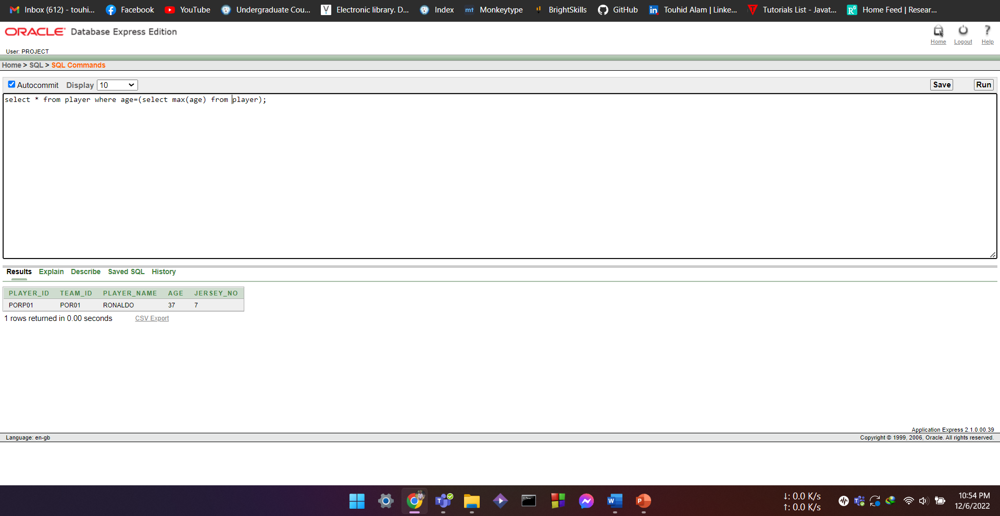 Inbox (612) - touhi... Facebook YouTube Undergraduate Cou... Electronic library. D... Index mt Monkeytype BrightSkills GitHub Touhid Alam | Linke... Tutorials List - Javat... Home Feed | Resear...
ORACLE Database Express Edition
Home Logout Help
User: PROJECT
Home > SQL > SQL Commands
Autocommit Display 10 Save Run
select * from player where age=(select max(age) from player);
Results Explain Describe Saved SQL History
PLAYER_ID TEAM_ID PLAYER_NAME AGE JERSEY_NO
PORP01 POR01 RONALDO 37 7
1 rows returned in 0.00 seconds CSV Export
Application Express 2.1.0.00.39
Language: en-gb Copyright © 1999, 2006, Oracle. All rights reserved.
↓: 0.0 K/s 10:54 PM
↑: 0.0 K/s 12/6/2022